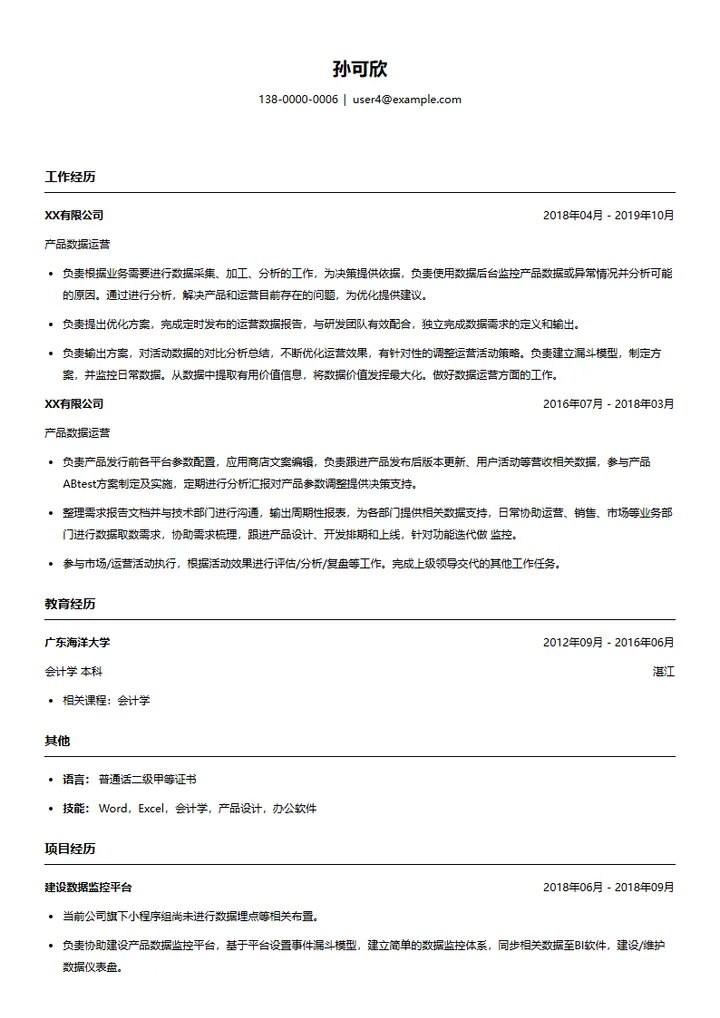 孙可欣
138-0000-0006 | user4@example.com
工作经历
XX有限公司 2018年04月 - 2019年10月
产品数据运营
• 负责根据业务需要进行数据采集、加工、分析的工作，为决策提供依据，负责使用数据后台监控产品数据或异常情况并分析可能
的原因。通过进行分析，解决产品和运营目前存在的问题，为优化提供建议。
• 负责提出优化方案，完成定时发布的运营数据报告，与研发团队有效配合，独立完成数据需求的定义和输出。
• 负责输出方案，对活动数据的对比分析总结，不断优化运营效果，有针对性的调整运营活动策略。负责建立漏斗模型，制定方
案，并监控日常数据。从数据中提取有用价值信息，将数据价值发挥最大化。做好数据运营方面的工作。
XX有限公司 2016年07月 - 2018年03月
产品数据运营
• 负责产品发行前各平台参数配置，应用商店文案编辑，负责跟进产品发布后版本更新、用户活动等营收相关数据，参与产品
ABtest方案制定及实施，定期进行分析汇报对产品参数调整提供决策支持。
• 整理需求报告文档并与技术部门进行沟通，输出周期性报表，为各部门提供相关数据支持，日常协助运营、销售、市场等业务部
门进行数据取数需求，协助需求梳理，跟进产品设计、开发排期和上线，针对功能迭代做 监控。
• 参与市场/运营活动执行，根据活动效果进行评估/分析/复盘等工作。完成上级领导交代的其他工作任务。
教育经历
广东海洋大学 2012年09月 - 2016年06月
会计学 本科 湛江
• 相关课程：会计学
其他
• 语言： 普通话二级甲等证书
• 技能： Word，Excel，会计学，产品设计，办公软件
项目经历
建设数据监控平台 2018年06月 - 2018年09月
• 当前公司旗下小程序组尚未进行数据埋点等相关布置。
• 负责协助建设产品数据监控平台，基于平台设置事件漏斗模型，建立简单的数据监控体系，同步相关数据至BI软件，建设/维护
数据仪表盘。